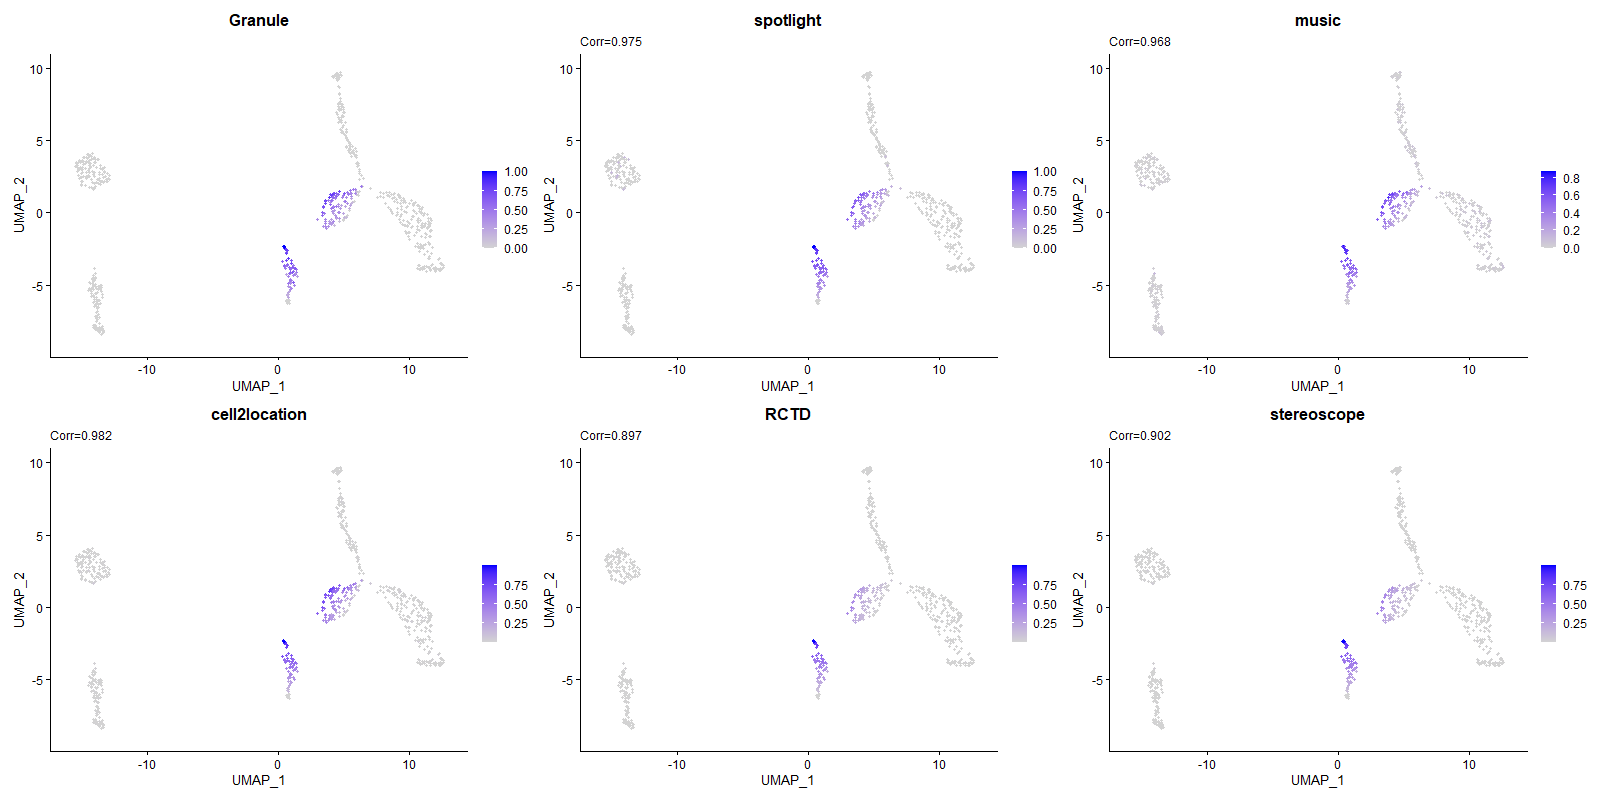 Granule
10
5
0
-5
-10
0
10
UMAP_2
UMAP_1
1.00
0.75
0.50
0.25
0.00
spotlight
Corr=0.975
10
5
0
-5
-10
0
10
UMAP_2
UMAP_1
1.00
0.75
0.50
0.25
0.00
music
Corr=0.968
10
5
0
-5
-10
0
10
UMAP_2
UMAP_1
0.8
0.6
0.4
0.2
0.0
cell2location
Corr=0.982
10
5
0
-5
-10
0
10
UMAP_2
UMAP_1
0.75
0.50
0.25
RCTD
Corr=0.897
10
5
0
-5
-10
0
10
UMAP_2
UMAP_1
0.75
0.50
0.25
stereoscope
Corr=0.902
10
5
0
-5
-10
0
10
UMAP_2
UMAP_1
0.75
0.50
0.25